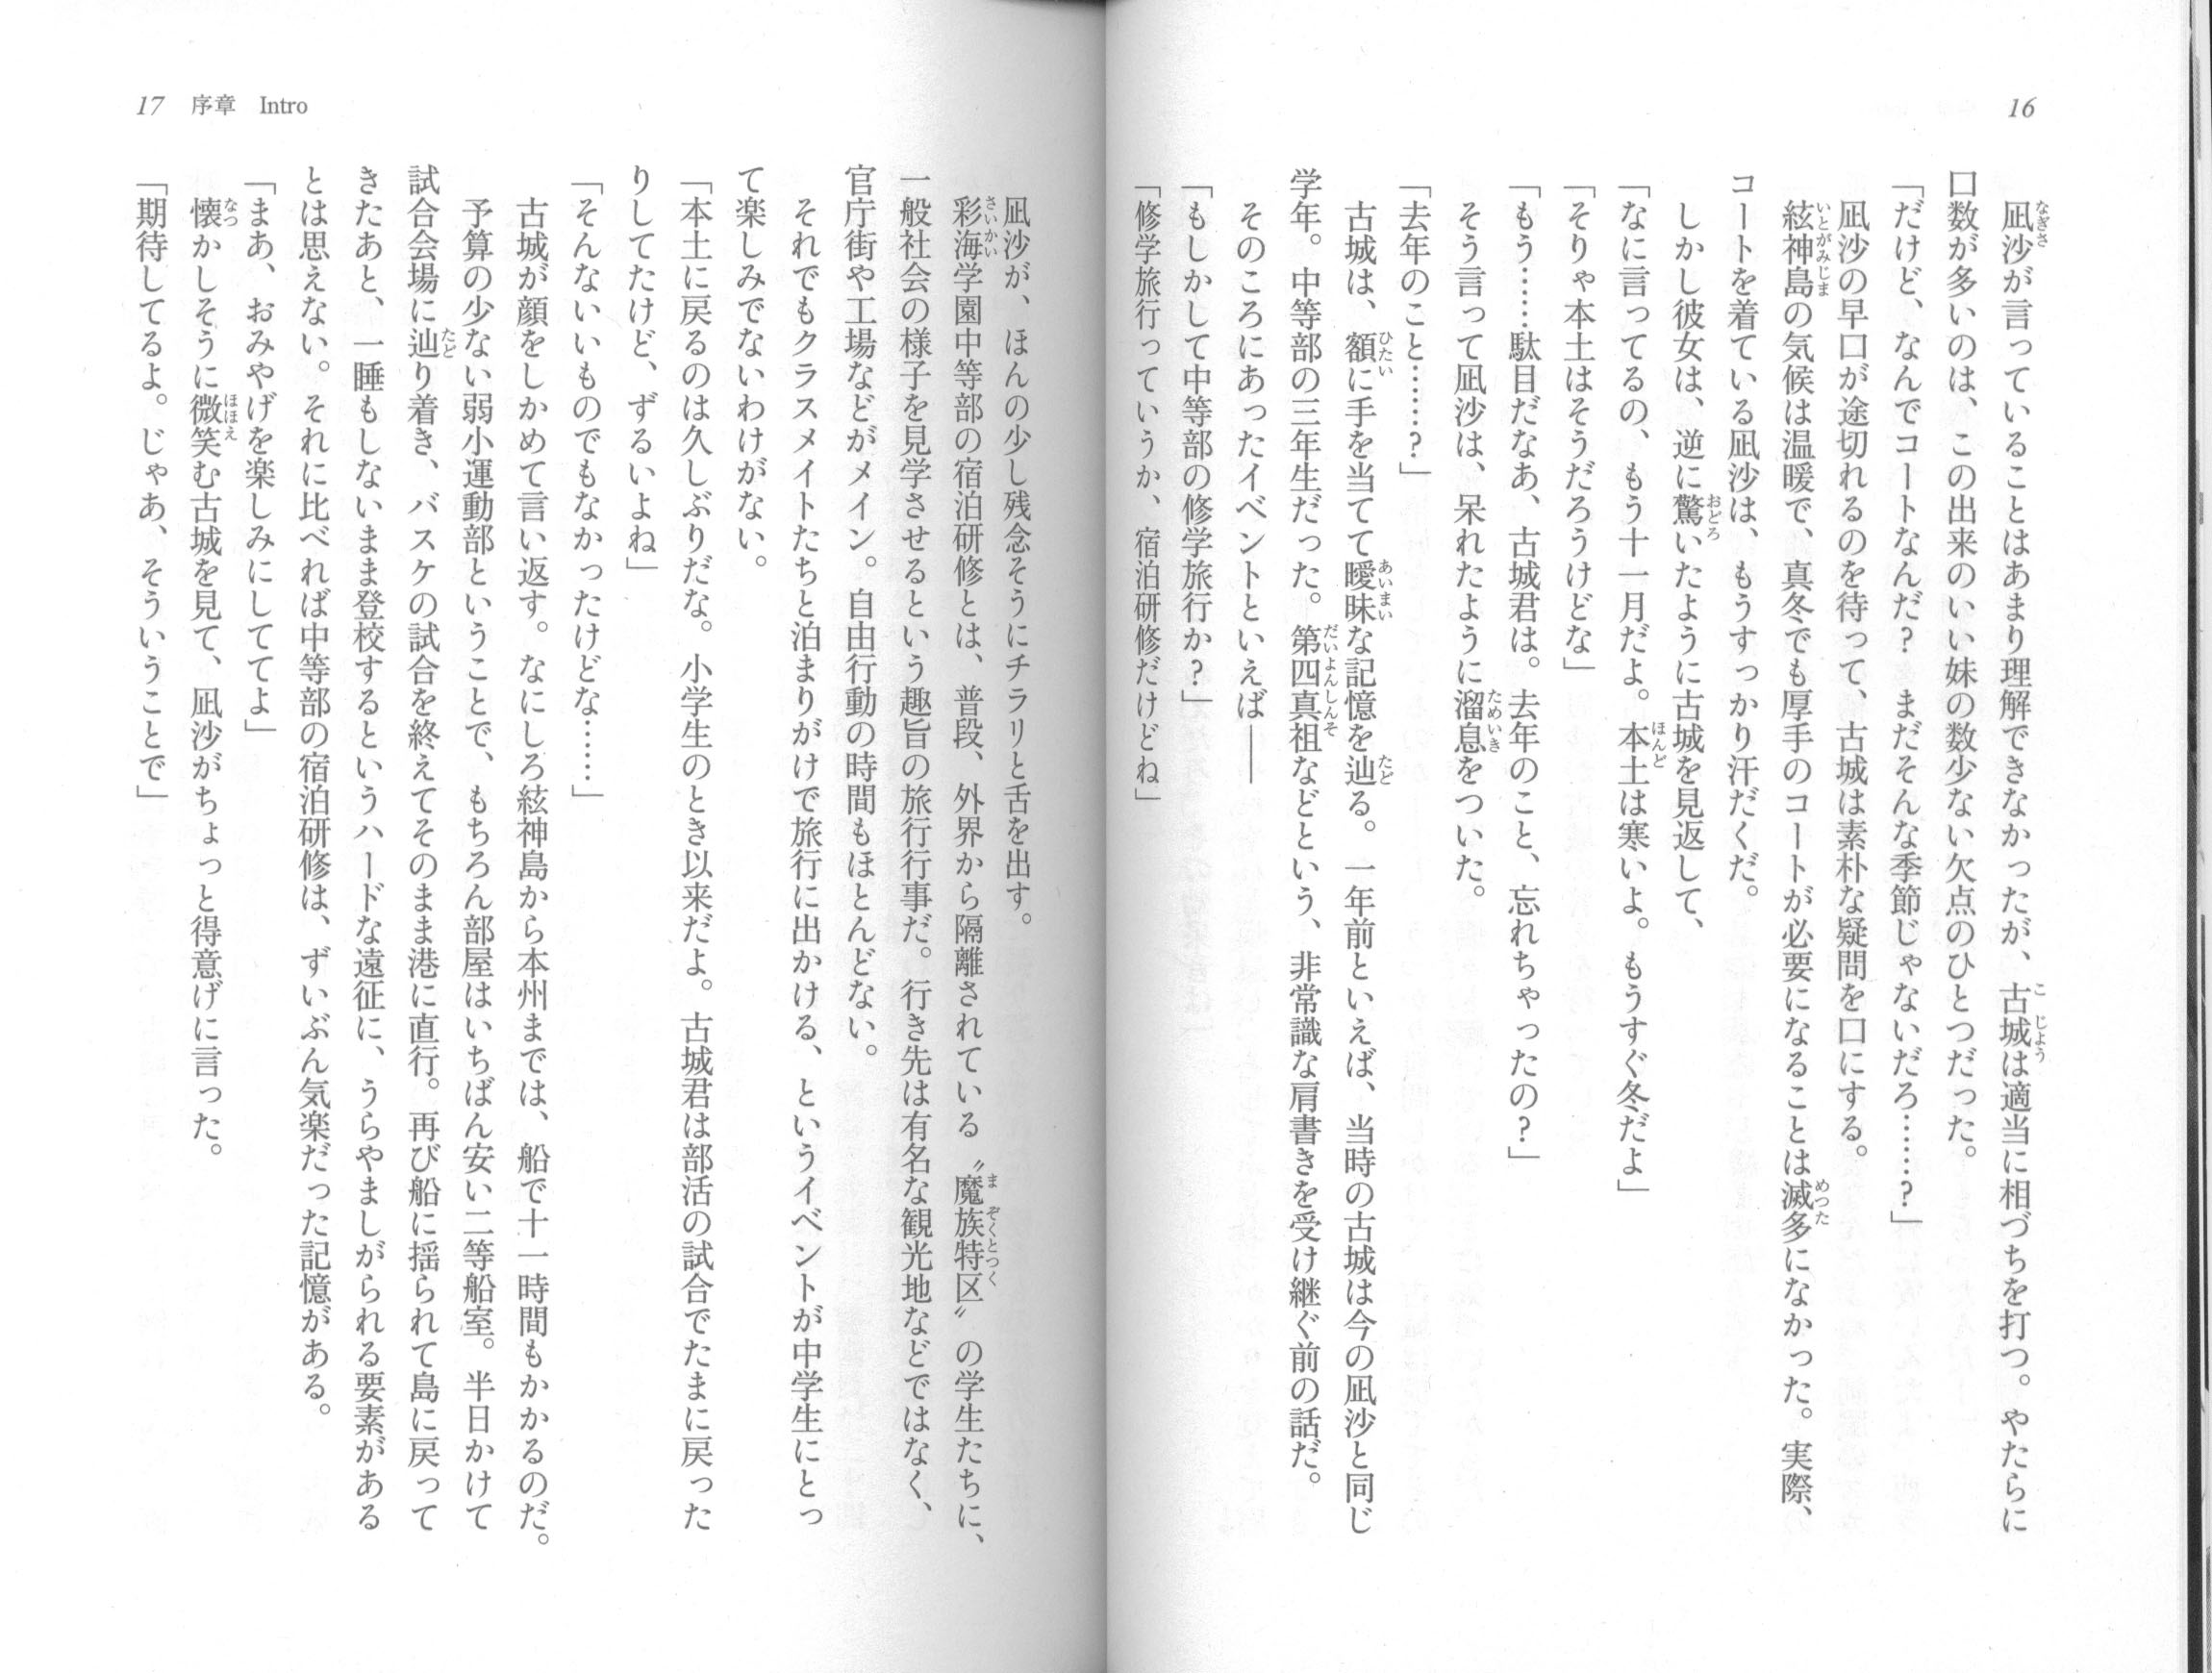 16
凪沙が言っていることはあまり理解できなかったが、古城は適当に相づちを打つ。やたらに
口数が多いのは、この出来のいい妹の数少ない欠点のひとつだった。
「だけど、なんでコートなんだ？　まだそんな季節じゃないだろ……？」
凪沙の早口が途切れるのを待って、古城は素朴な疑問を口にする。
絃神島の気候は温暖で、真冬でも厚手のコートが必要になることは滅多になかった。実際、
コートを着ている凪沙は、もうすっかり汗だくだ。
しかし彼女は、逆に驚いたように古城を見返して、
「なに言ってるの、もう十一月だよ。本土は寒いよ。もうすぐ冬だよ」
「そりゃ本土はそうだろうけどな」
「もう……駄目だなあ、古城君は。去年のこと、忘れちゃったの？」
そう言って凪沙は、呆れたように溜息をついた。
「去年のこと……？」
古城は、額に手を当てて曖昧な記憶を辿る。一年前といえば、当時の古城は今の凪沙と同じ
学年。中等部の三年生だった。第四真祖などという、非常識な肩書きを受け継ぐ前の話だ。
そのころにあったイベントといえば——
「もしかして中等部の修学旅行か？」
「修学旅行っていうか、宿泊研修だけどね」
17 序章 Intro
凪沙が、ほんの少し残念そうにチラリと舌を出す。
彩海学園中等部の宿泊研修とは、普段、外界から隔離されている〝魔族特区〟の学生たちに、
一般社会の様子を見学させるという趣旨の旅行行事だ。行き先は有名な観光地などではなく、
官庁街や工場などがメイン。自由行動の時間もほとんどない。
それでもクラスメイトたちと泊まりがけで旅行に出かける、というイベントが中学生にとっ
て楽しみでないわけがない。
「本土に戻るのは久しぶりだな。小学生のとき以来だよ。古城君は部活の試合でたまに戻った
りしてたけど、ずるいよね」
「そんないいものでもなかったけどな……」
古城が顔をしかめて言い返す。なにしろ絃神島から本州までは、船で十一時間もかかるのだ。
予算の少ない弱小運動部ということで、もちろん部屋はいちばん安い二等船室。半日かけて
試合会場に辿り着き、バスケの試合を終えてそのまま港に直行。再び船に揺られて島に戻って
きたあと、一睡もしないまま登校するというハードな遠征に、うらやましがられる要素がある
とは思えない。それに比べれば中等部の宿泊研修は、ずいぶん気楽だった記憶がある。
「まあ、おみやげを楽しみにしててよ」
懐かしそうに微笑む古城を見て、凪沙がちょっと得意げに言った。
「期待してるよ。じゃあ、そういうことで」